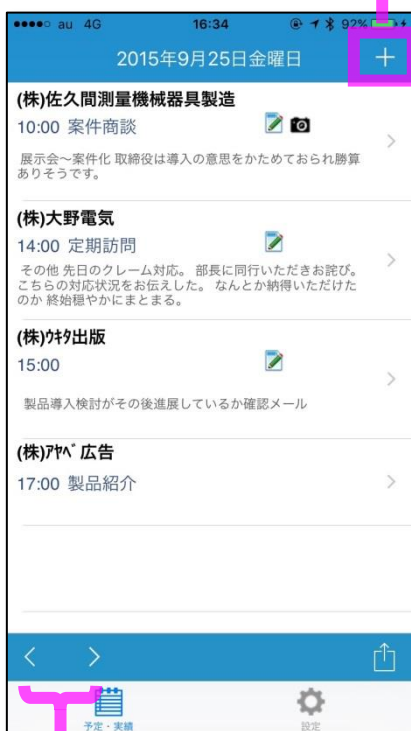 au 4G 16:34 92%
2015年9月25日金曜日
(株)佐久間測量機械器具製造
10:00 案件商談
展示会～案件化 取締役は導入の意思をかためておられ勝算
ありそうです。
(株)大野電気
14:00 定期訪問
その他 先日のクレーム対応。 部長に同行いただきお詫び。
こちらの対応状況をお伝えした。 なんとか納得いただけた
のか 終始穏やかにまとまる。
(株)ｳｷﾀ出版
15:00
製品導入検討がその後進展しているか確認メール
(株)ｱﾔﾍﾞ広告
17:00 製品紹介
予定・実績 設定